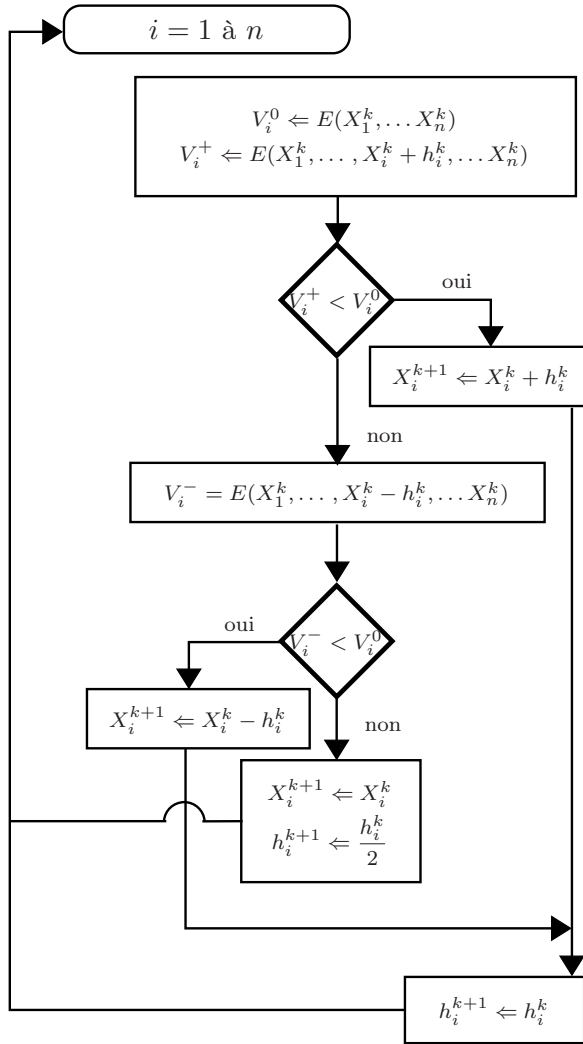 i = 1 à n
V_i^0 ⇐ E(X_1^k, … X_n^k)
V_i^+ ⇐ E(X_1^k, … , X_i^k + h_i^k, … X_n^k)
V_i^+ < V_i^0
oui
X_i^{k+1} ⇐ X_i^k + h_i^k
non
V_i^- = E(X_1^k, … , X_i^k − h_i^k, … X_n^k)
oui
V_i^- < V_i^0
X_i^{k+1} ⇐ X_i^k − h_i^k
non
X_i^{k+1} ⇐ X_i^k
h_i^{k+1} ⇐ \frac{h_i^k}{2}
h_i^{k+1} ⇐ h_i^k